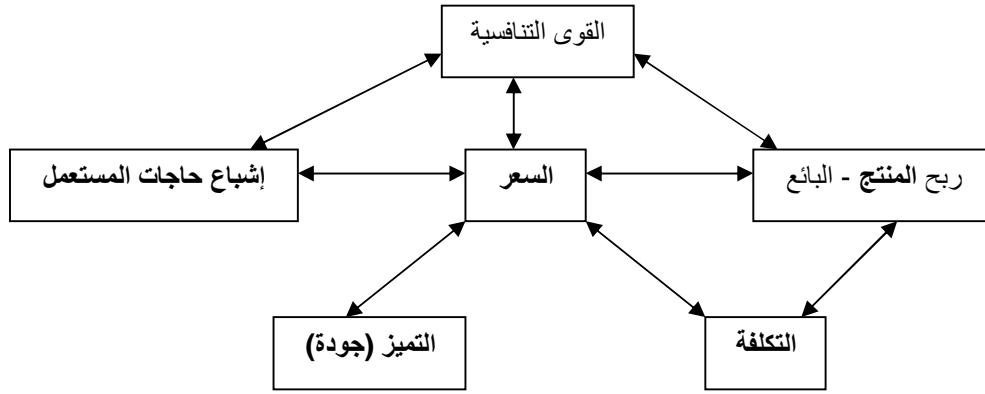 القوى التنافسية
ربح المنتج - البائع
السعر
إشباع حاجات المستعمل
التكلفة
التميز (جودة)